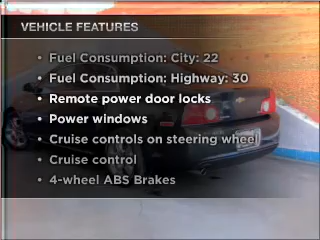 VEHICLE FEATURES
• Fuel Consumption: City: 22
• Fuel Consumption: Highway: 30
• Remote power door locks
• Power windows
• Cruise controls on steering wheel
• Cruise control
• 4-wheel ABS Brakes